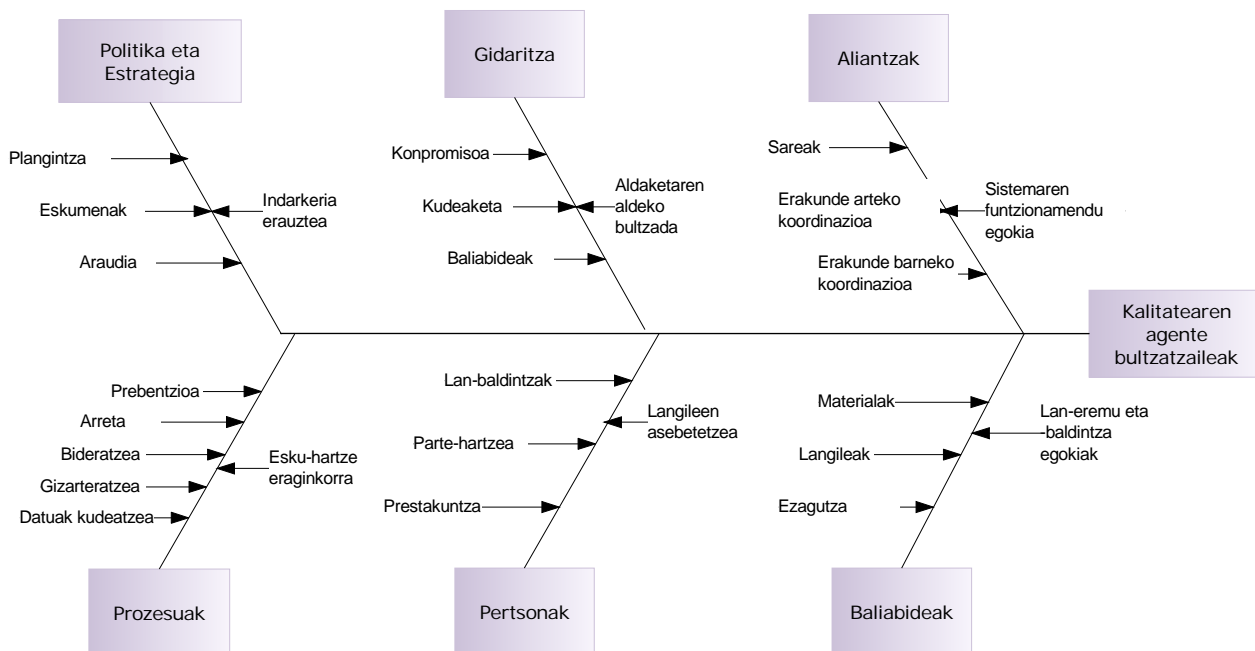 Politika eta
Estrategia
Gidaritza
Aliantzak
Plangintza
Eskumenak
Araudia
Indarkeria
erauztea
Konpromisoa
Kudeaketa
Baliabideak
Aldaketaren
aldeko
bultzada
Sareak
Erakunde arteko
koordinazioa
Erakunde barneko
koordinazioa
Sistemaren
funtzionamendu
egokia
Kalitatearen
agente
bultzatzaileak
Prebentzioa
Arreta
Bideratzea
Gizarteratzea
Datuak kudeatzea
Esku-hartze
eraginkorra
Lan-baldintzak
Parte-hartzea
Prestakuntza
Langileen
asebetetzea
Materialak
Langileak
Ezagutza
Lan-eremu eta
-baldintza
egokiak
Prozesuak
Pertsonak
Baliabideak